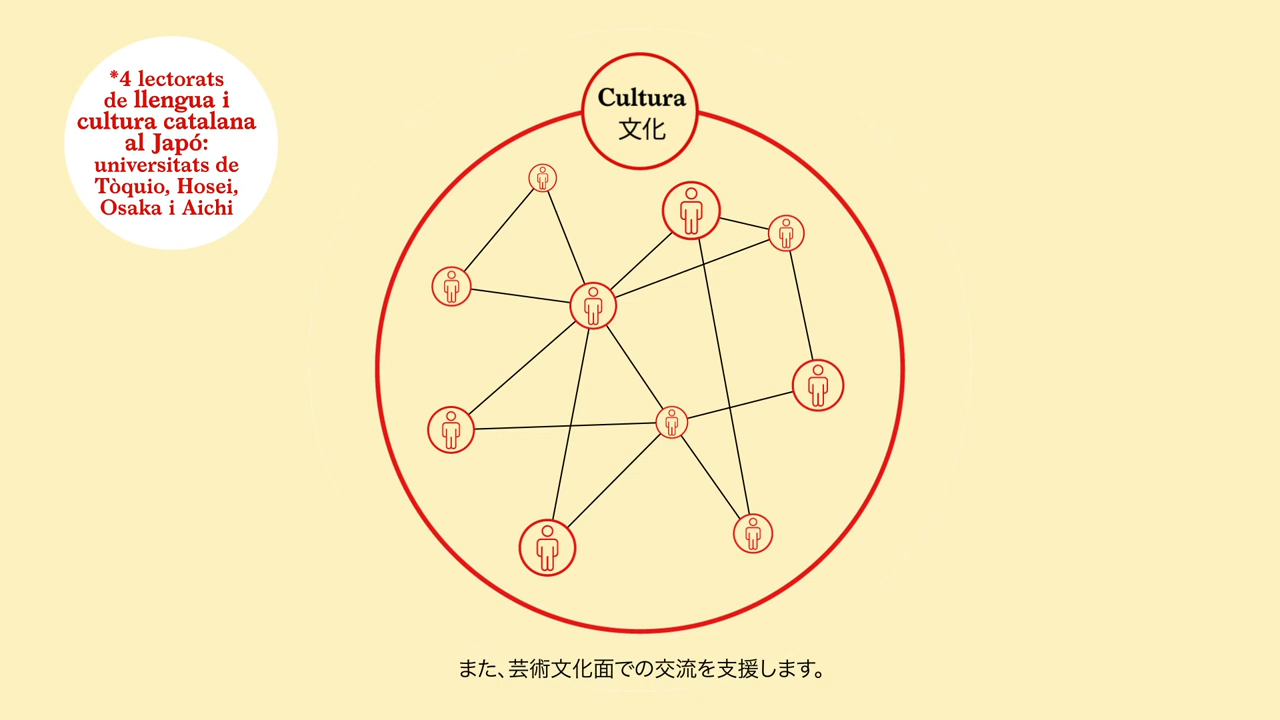 *4 lectorats
de llengua i
cultura catalana
al Japó:
universitats de
Tòquio, Hosei,
Osaka i Aichi
Cultura
文化
また、芸術文化面での交流を支援します。